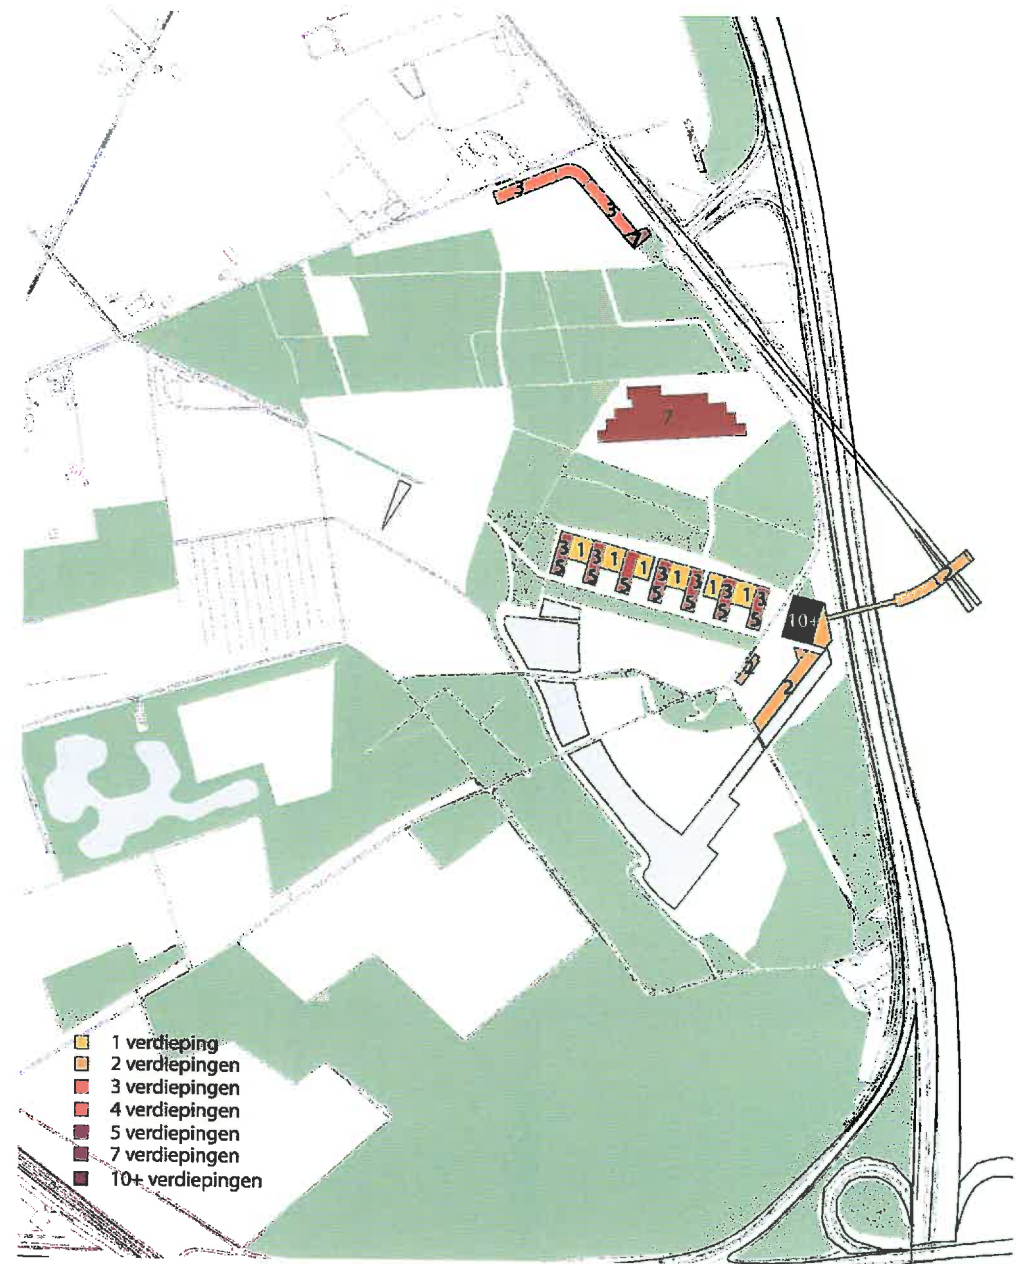 3
3
7
3 1 3 1 1 3 1 3 1 3 1 3
5 5 5 5 5 5 5
10+
2
2
2
1 verdieping
2 verdiepingen
3 verdiepingen
4 verdiepingen
5 verdiepingen
7 verdiepingen
10+ verdiepingen